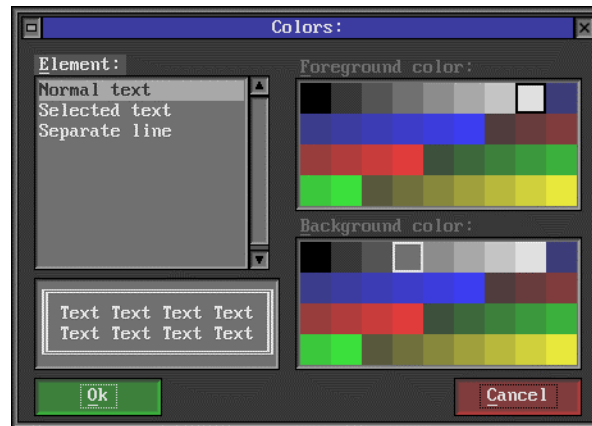 Colors:
Element:
Normal text
Selected text
Separate line
Foreground color:
Background color:
Text Text Text Text
Text Text Text Text
Ok
Cancel